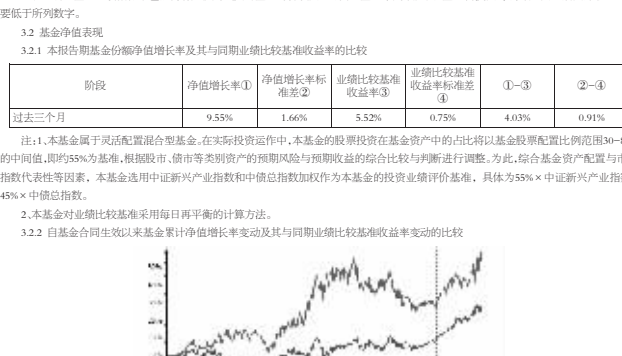 要低于所列数字。
3.2 基金净值表现
3.2.1 本报告期基金份额净值增长率及其与同期业绩比较基准收益率的比较
阶段 净值增长率① 净值增长率标准差② 业绩比较基准收益率③ 业绩比较基准收益率标准差④ ①-③ ②-④
过去三个月 9.55% 1.66% 5.52% 0.75% 4.03% 0.91%
注:1、本基金属于灵活配置混合型基金。在实际投资运作中,本基金的股票投资在基金资产中的占比将以基金股票配置比例范围30-8
的中间值,即约55%为基准,根据股市、债市等类别资产的预期风险与预期收益的综合比较与判断进行调整。为此,综合基金资产配置与市
指数代表性等因素,本基金选用中证新兴产业指数和中债总指数加权作为本基金的投资业绩评价基准,具体为55%×中证新兴产业指数
45%×中债总指数。
2、本基金对业绩比较基准采用每日再平衡的计算方法。
3.2.2 自基金合同生效以来基金累计净值增长率变动及其与同期业绩比较基准收益率变动的比较